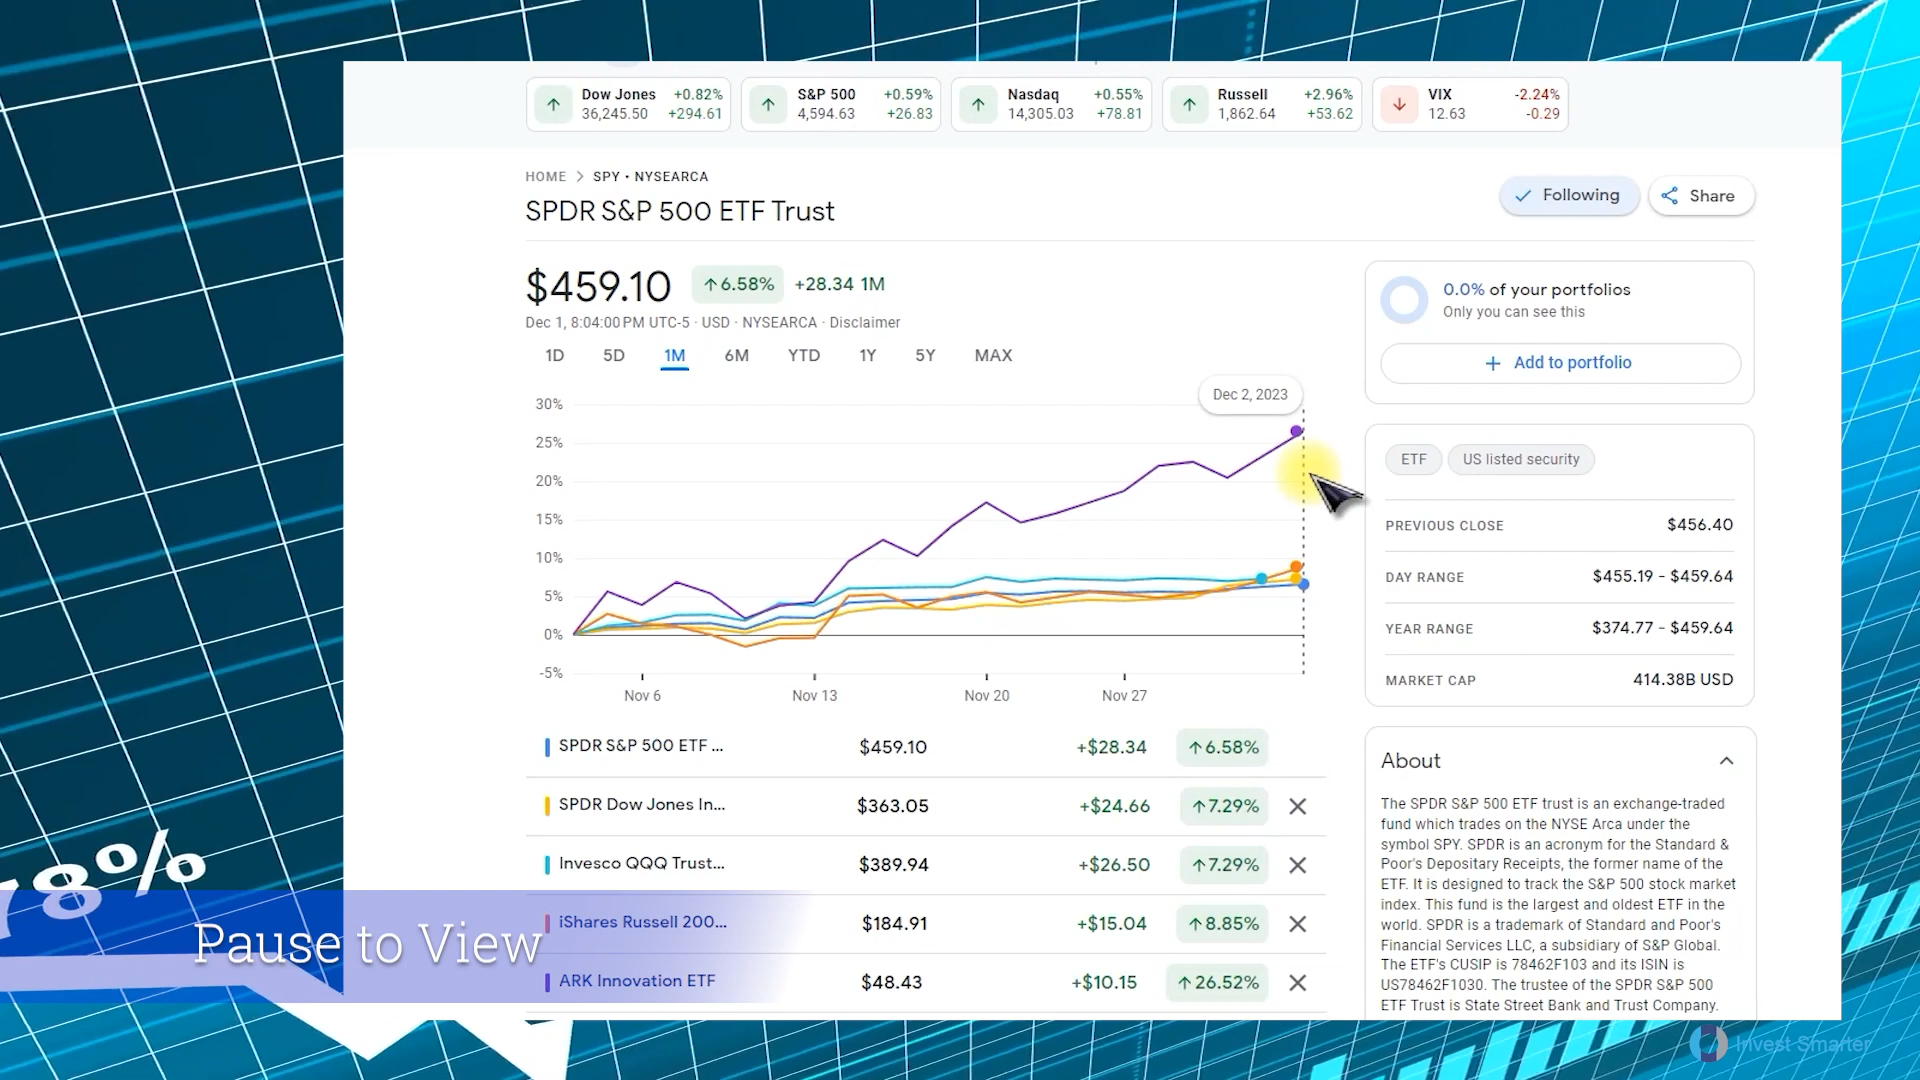 Dow Jones +0.82%
36,245.50 +294.61
S&P 500 +0.59%
4,594.63 +26.83
Nasdaq +0.55%
14,305.03 +78.81
Russell +2.96%
1,862.64 +53.62
VIX -2.24%
12.63 -0.29
HOME > SPY • NYSEARCA
SPDR S&P 500 ETF Trust
Following
Share
$459.10 ↑6.58% +28.34 1M
Dec 1, 8:04:00 PM UTC-5 · USD · NYSEARCA · Disclaimer
1D 5D 1M 6M YTD 1Y 5Y MAX
Dec 2, 2023
30%
25%
20%
15%
10%
5%
0%
-5%
Nov 6 Nov 13 Nov 20 Nov 27
SPDR S&P 500 ETF ... $459.10 +$28.34 ↑6.58%
SPDR Dow Jones In... $363.05 +$24.66 ↑7.29%
Invesco QQQ Trust... $389.94 +$26.50 ↑7.29%
iShares Russell 200... $184.91 +$15.04 ↑8.85%
ARK Innovation ETF $48.43 +$10.15 ↑26.52%
0.0% of your portfolios
Only you can see this
+ Add to portfolio
ETF US listed security
PREVIOUS CLOSE $456.40
DAY RANGE $455.19 - $459.64
YEAR RANGE $374.77 - $459.64
MARKET CAP 414.38B USD
About
The SPDR S&P 500 ETF trust is an exchange-traded
fund which trades on the NYSE Arca under the
symbol SPY. SPDR is an acronym for the Standard &
Poor's Depositary Receipts, the former name of the
ETF. It is designed to track the S&P 500 stock market
index. This fund is the largest and oldest ETF in the
world. SPDR is a trademark of Standard and Poor's
Financial Services LLC, a subsidiary of S&P Global.
The ETF's CUSIP is 78462F103 and its ISIN is
US78462F1030. The trustee of the SPDR S&P 500
ETF Trust is State Street Bank and Trust Company.
78%
Pause to View
Invest Smarter